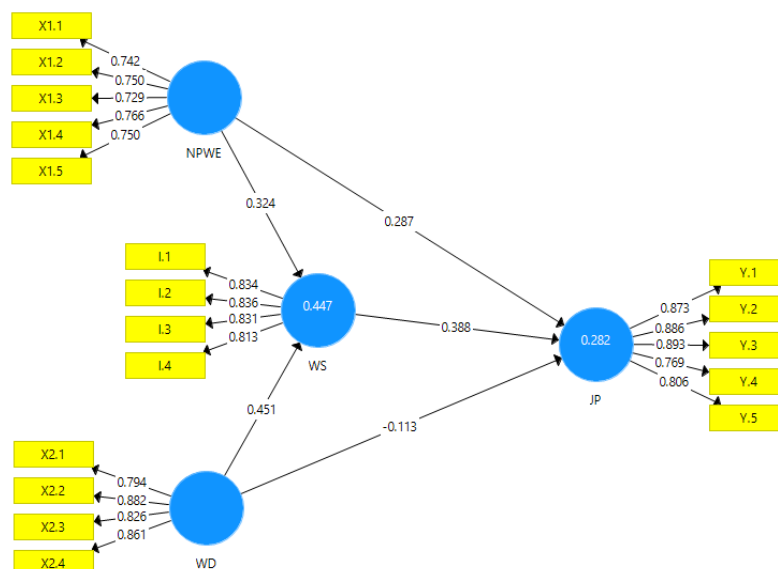 X1.1
X1.2
X1.3
X1.4
X1.5
0.742
0.750
0.729
0.766
0.750
NPWE
0.324
0.287
I.1
I.2
I.3
I.4
0.834
0.836
0.831
0.813
0.447
WS
0.388
0.451
-0.113
Y.1
Y.2
Y.3
Y.4
Y.5
0.873
0.886
0.893
0.769
0.806
0.282
JP
X2.1
X2.2
X2.3
X2.4
0.794
0.882
0.826
0.861
WD